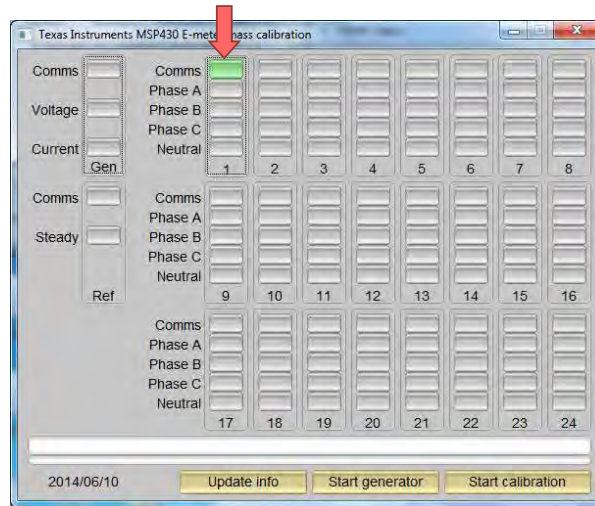 Texas Instruments MSP430 E-meter mass calibration
Comms
Voltage
Current
Gen
Comms
Phase A
Phase B
Phase C
Neutral
1 2 3 4 5 6 7 8
Comms
Steady
Ref
Comms
Phase A
Phase B
Phase C
Neutral
9 10 11 12 13 14 15 16
Comms
Phase A
Phase B
Phase C
Neutral
17 18 19 20 21 22 23 24
2014/06/10 Update info Start generator Start calibration